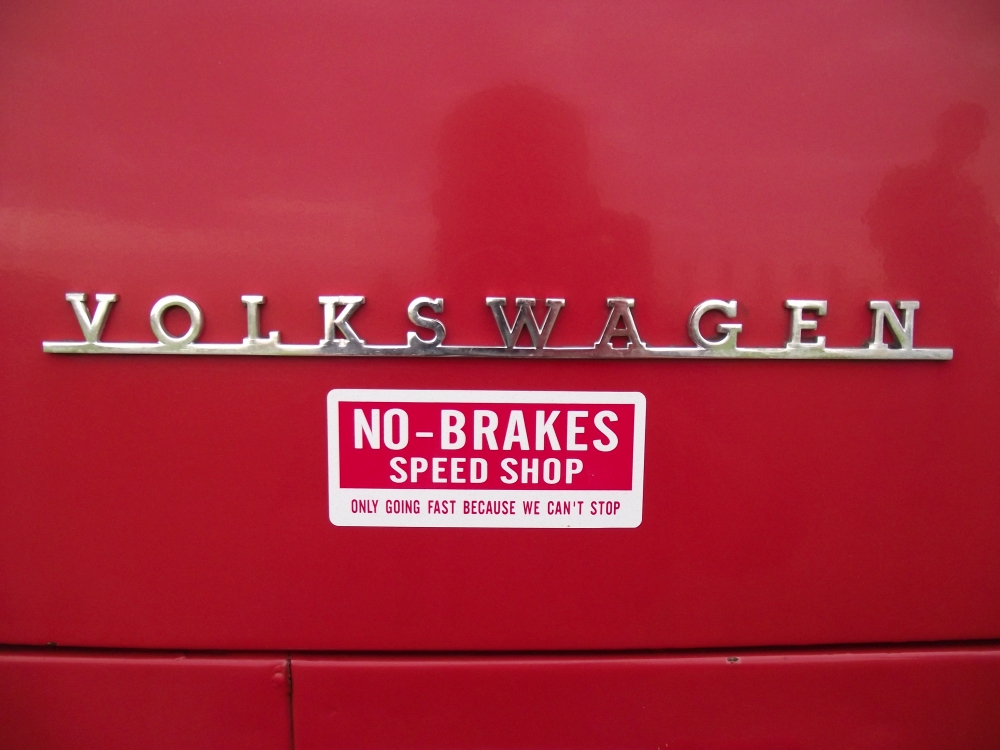 VOLKSWAGEN
NO-BRAKES
SPEED SHOP
ONLY GOING FAST BECAUSE WE CAN'T STOP